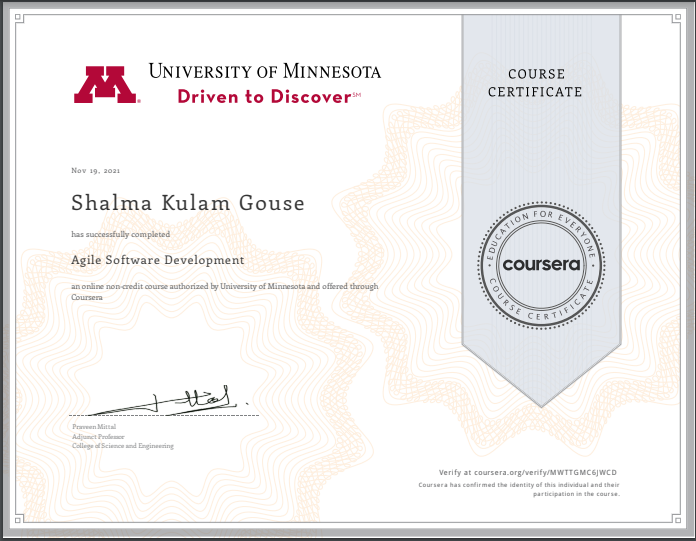 UNIVERSITY OF MINNESOTA
Driven to Discover℠
COURSE
CERTIFICATE
Nov 19, 2021
Shalma Kulam Gouse
has successfully completed
Agile Software Development
an online non-credit course authorized by University of Minnesota and offered through
Coursera
EDUCATION FOR EVERYONE
coursera
COURSE CERTIFICATE
Praveen Mittal
Adjunct Professor
College of Science and Engineering
Verify at coursera.org/verify/MWTTGMC6JWCD
Coursera has confirmed the identity of this individual and their
participation in the course.